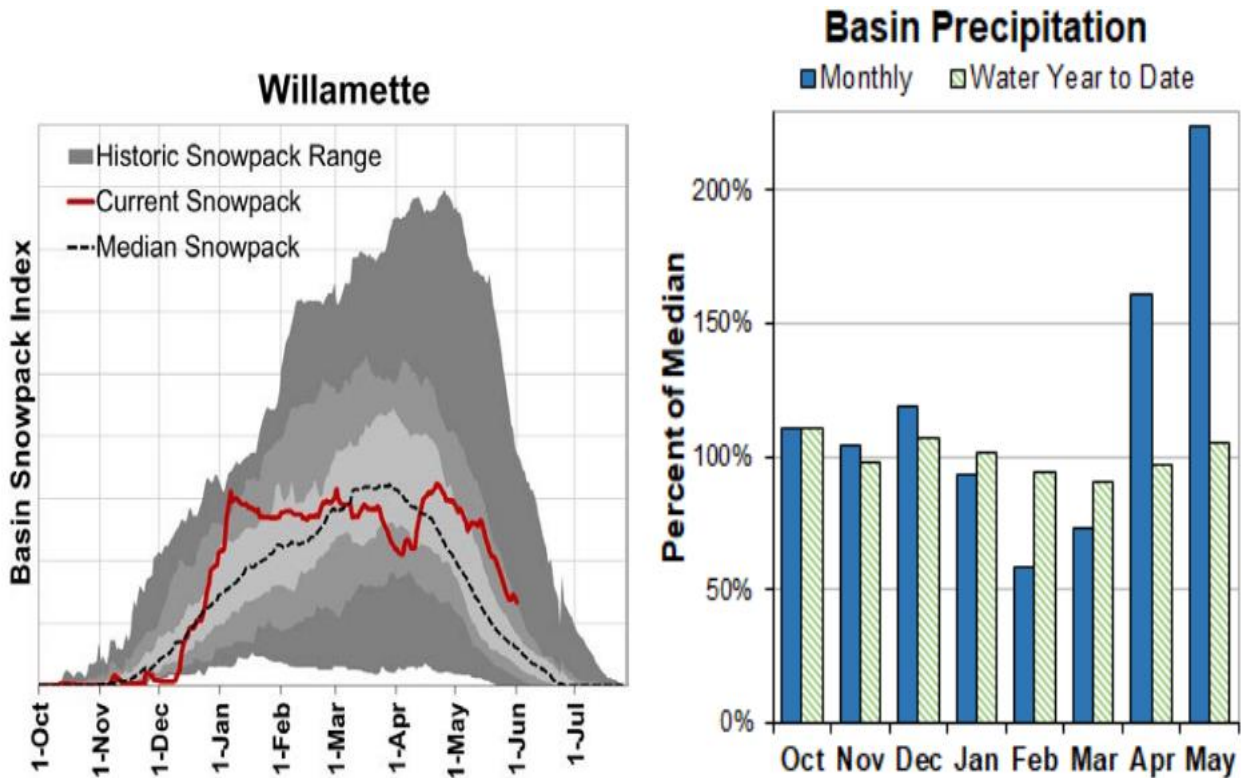 Willamette
Historic Snowpack Range
Current Snowpack
Median Snowpack
Basin Snowpack Index
1-Oct
1-Nov
1-Dec
1-Jan
1-Feb
1-Mar
1-Apr
1-May
1-Jun
1-Jul
Basin Precipitation
Monthly
Water Year to Date
Percent of Median
200%
150%
100%
50%
0%
Oct Nov Dec Jan Feb Mar Apr May